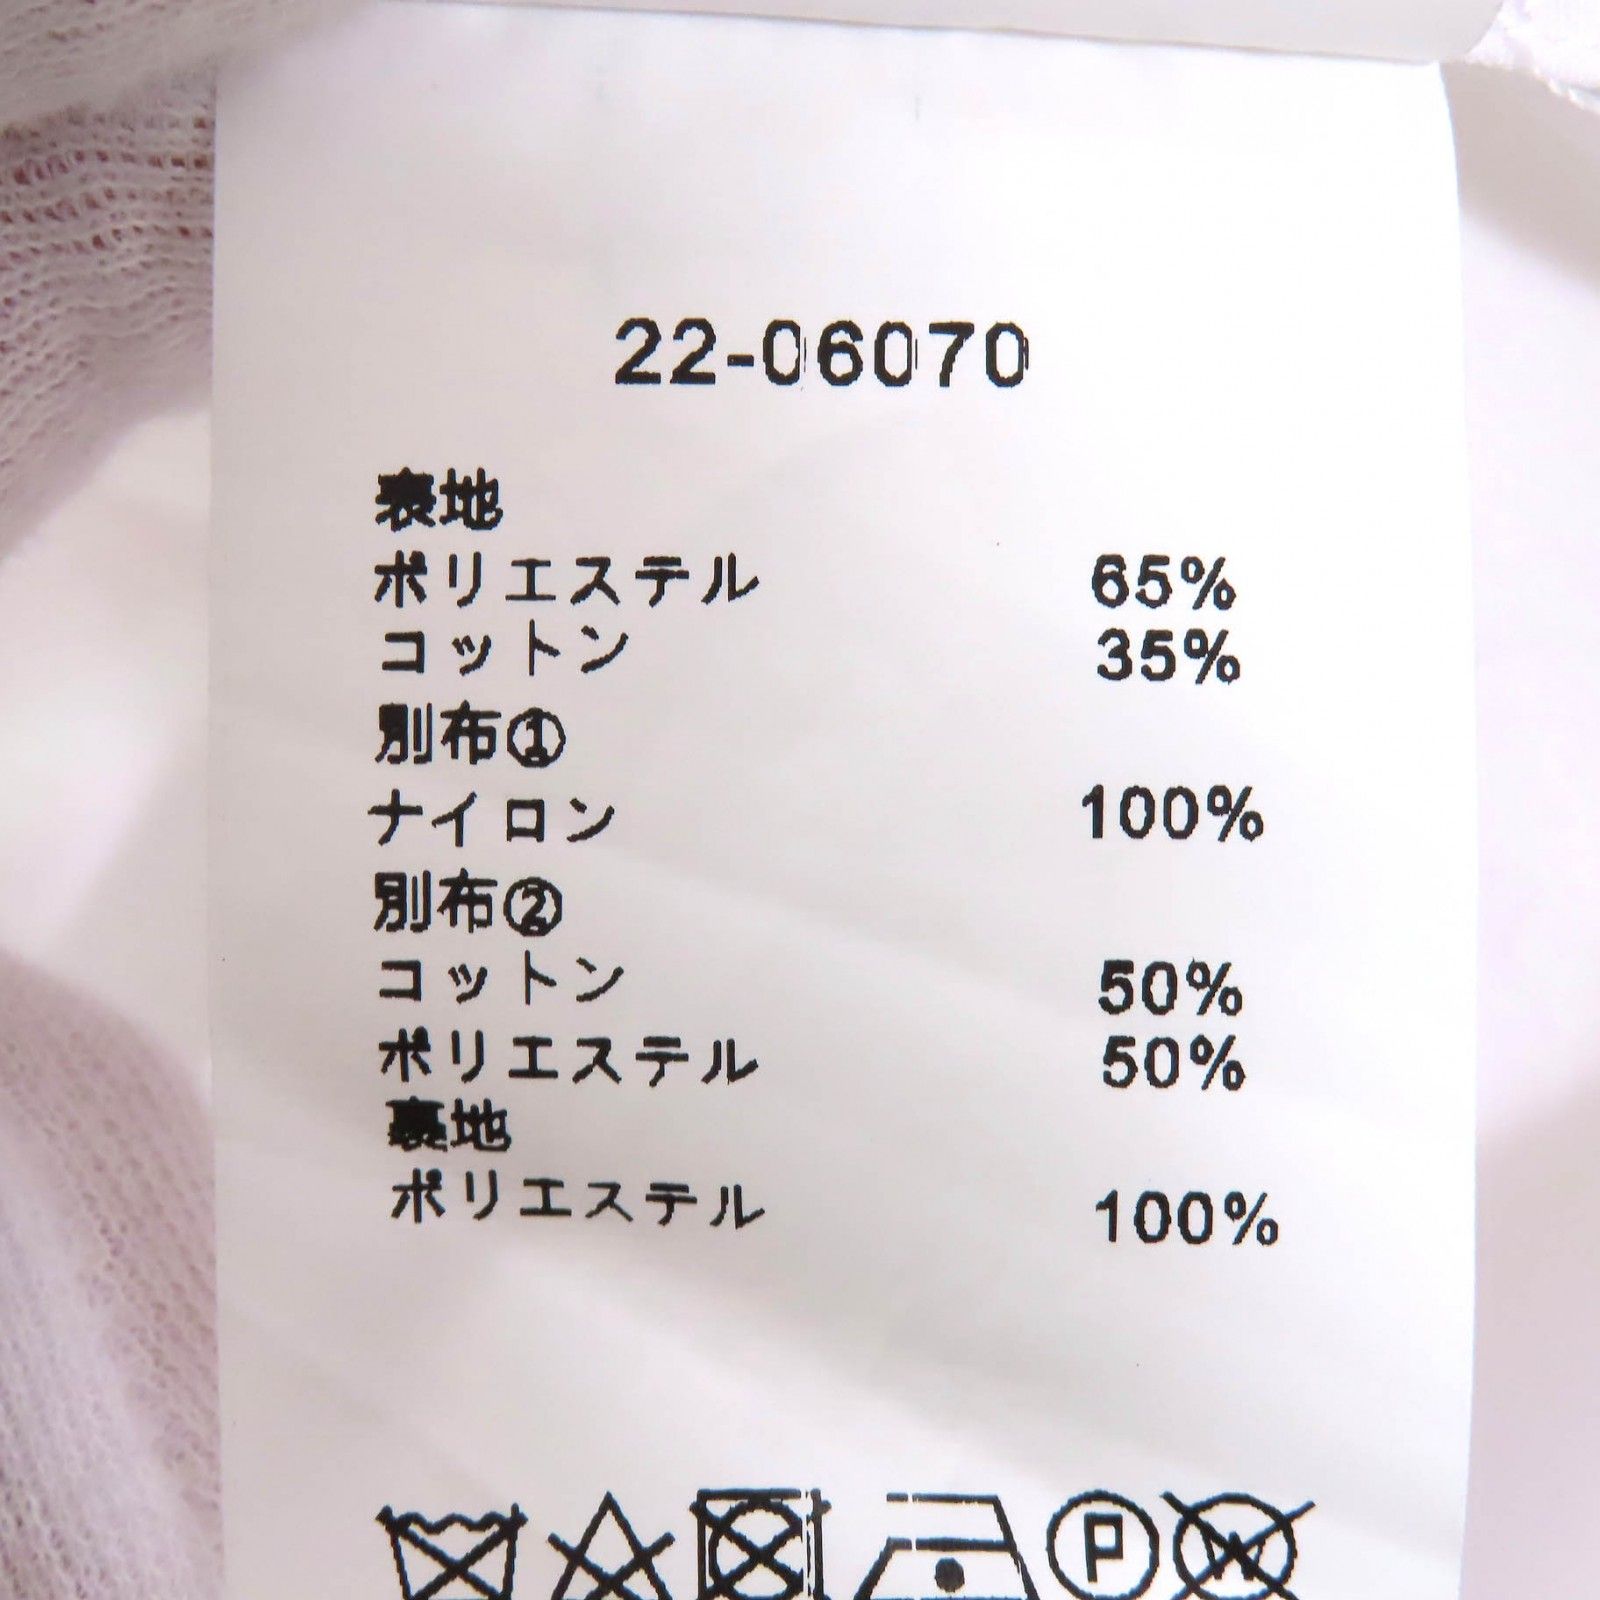 22-06070
表地
ポリエステル 65%
コットン 35%
別布①
ナイロン 100%
別布②
コットン 50%
ポリエステル 50%
裏地
ポリエステル 100%
P W